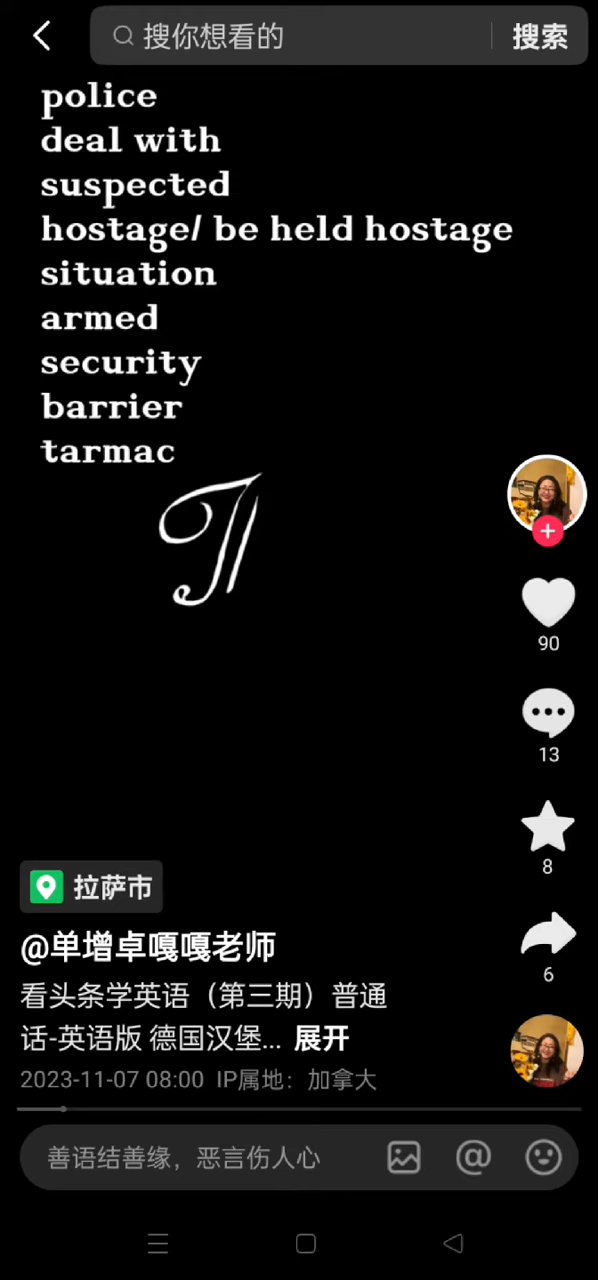 搜你想看的 搜索
police
deal with
suspected
hostage/ be held hostage
situation
armed
security
barrier
tarmac
90
13
8
6
拉萨市
@单增卓嘎嘎老师
看头条学英语（第三期）普通
话-英语版 德国汉堡... 展开
2023-11-07 08:00 IP属地：加拿大
善语结善缘，恶言伤人心